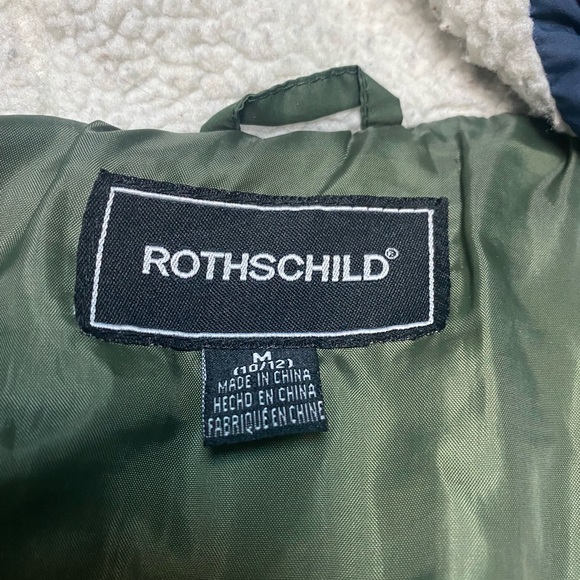 ROTHSCHILD®
M
(10/12)
MADE IN CHINA
HECHO EN CHINA
FABRIQUÉ EN CHINE